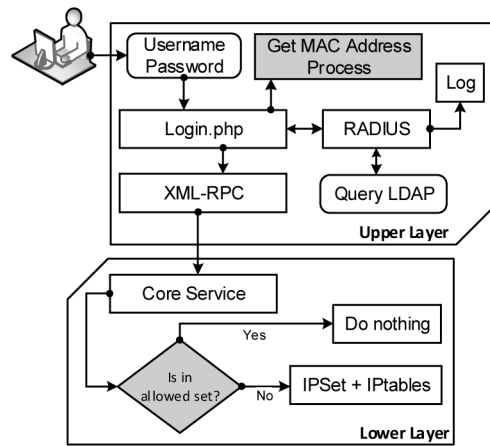 Username
Password
Get MAC Address
Process
Log
Login.php
RADIUS
XML-RPC
Query LDAP
Upper Layer
Core Service
Do nothing
Yes
Is in
allowed set?
No
IPSet + IPtables
Lower Layer